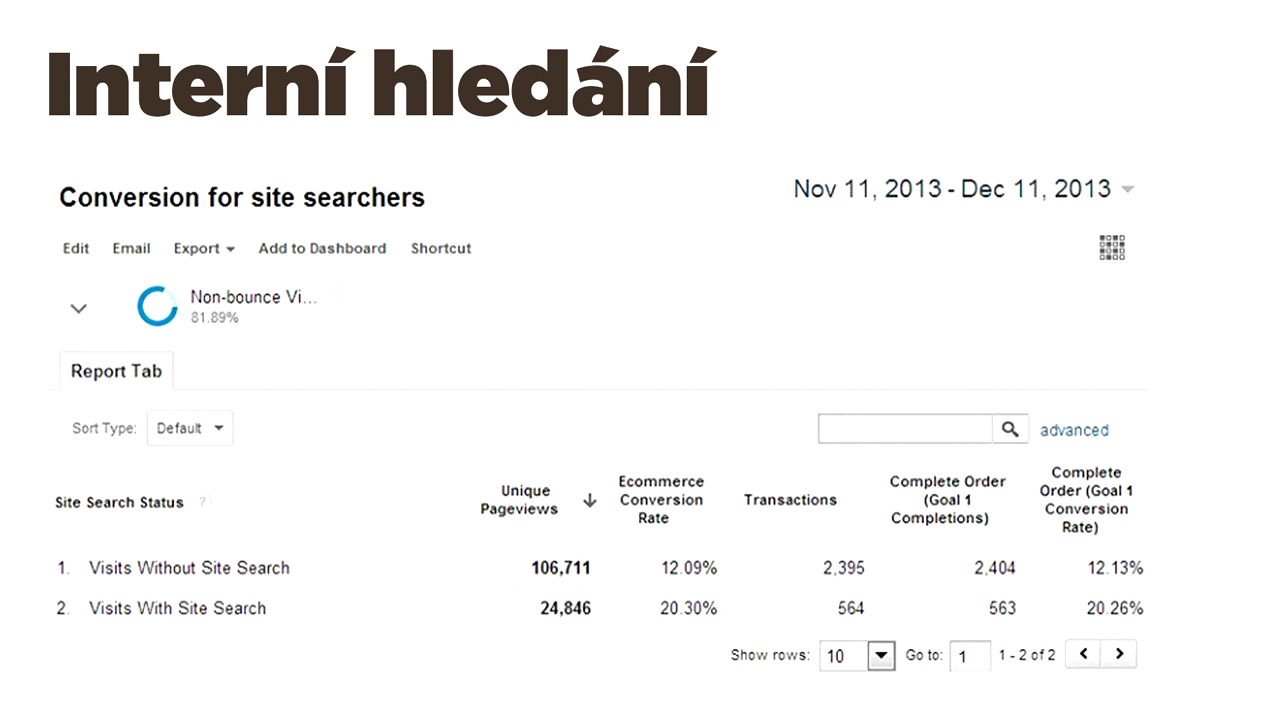 Interní hledání
Conversion for site searchers
Nov 11, 2013 - Dec 11, 2013
Edit Email Export Add to Dashboard Shortcut
Non-bounce Vi...
81.89%
Report Tab
Sort Type: Default
advanced
Site Search Status ?
Unique Pageviews
Ecommerce Conversion Rate
Transactions
Complete Order (Goal 1 Completions)
Complete Order (Goal 1 Conversion Rate)
1. Visits Without Site Search 106,711 12.09% 2,395 2,404 12.13%
2. Visits With Site Search 24,846 20.30% 564 563 20.26%
Show rows: 10 Go to: 1 1 - 2 of 2